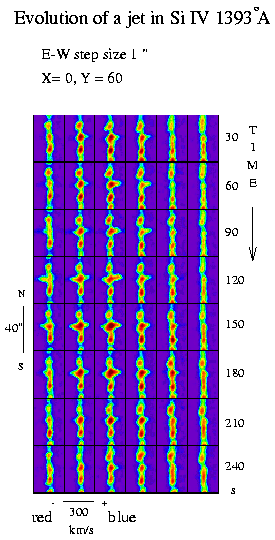 Evolution of a jet in Si IV 1393 Å
E-W step size 1 "
X= 0, Y = 60
30
60
90
120
150
180
210
240
s
T
I
M
E
N
40"
S
- +
red 300 blue
km/s